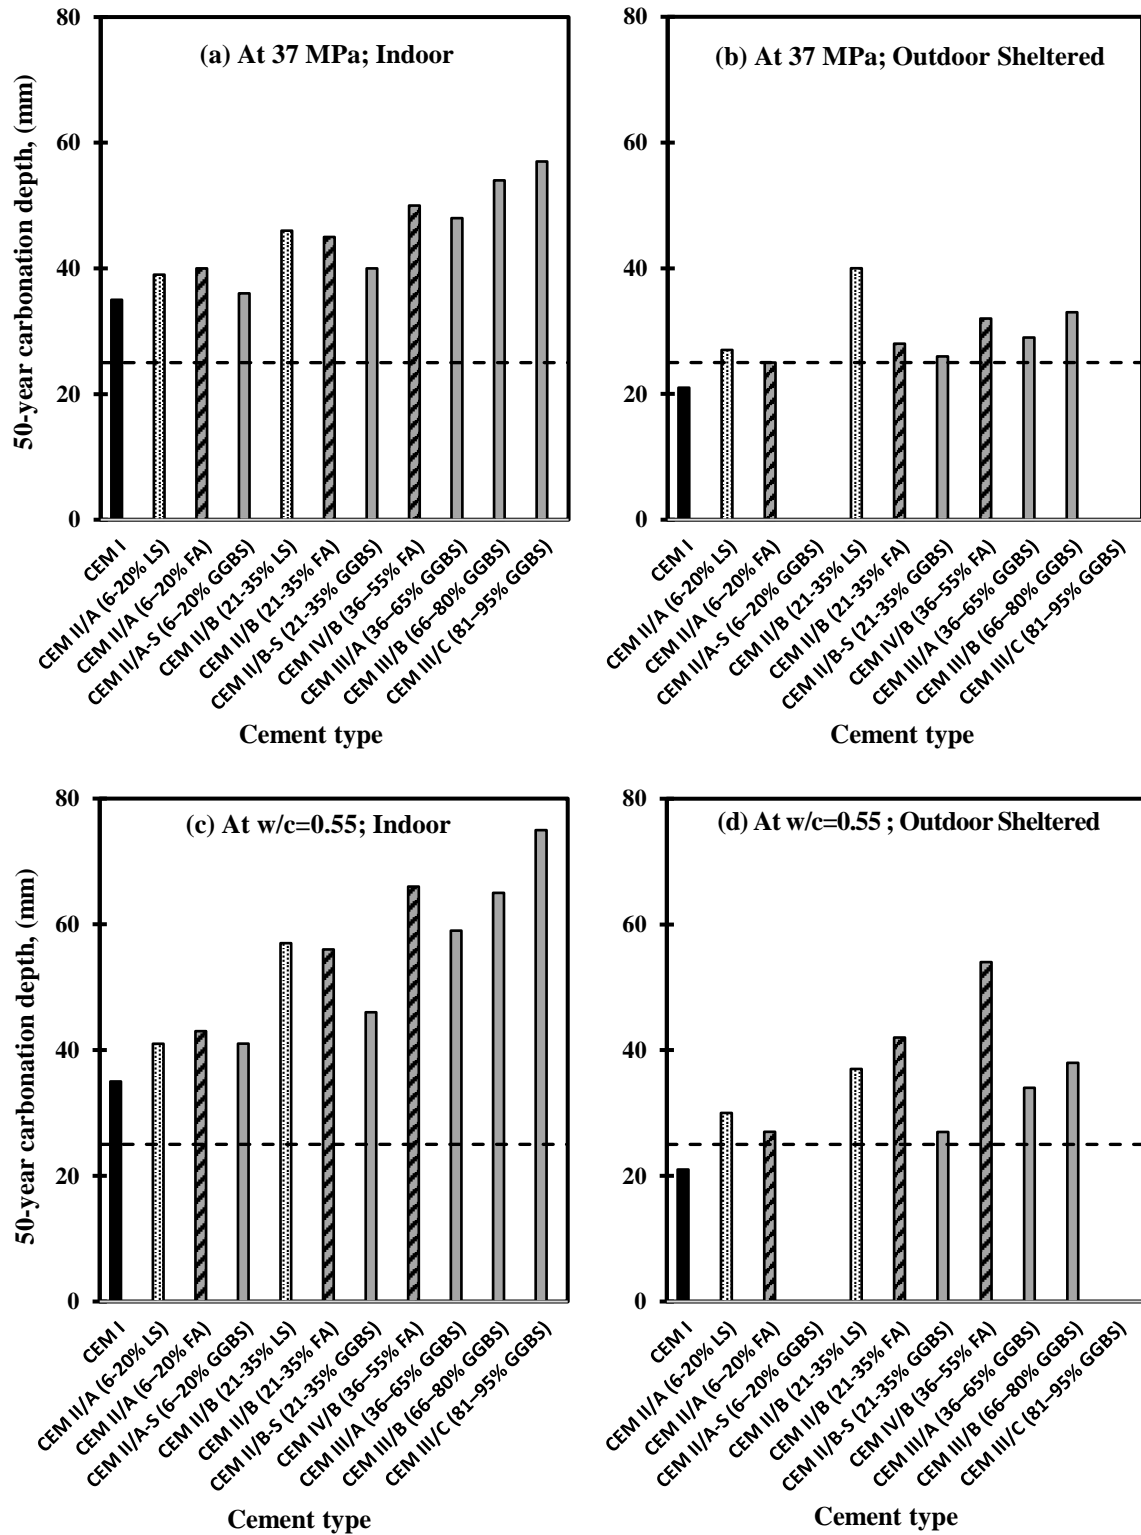 (a) At 37 MPa; Indoor
50-year carbonation depth, (mm)
80
60
40
20
0
CEM I
CEM II/A (6-20% LS)
CEM II/A (6–20% FA)
CEM II/A-S (6–20% GGBS)
CEM II/B (21-35% LS)
CEM II/B (21-35% FA)
CEM II/B-S (21-35% GGBS)
CEM IV/B (36–55% FA)
CEM III/A (36–65% GGBS)
CEM III/B (66–80% GGBS)
CEM III/C (81–95% GGBS)
Cement type
(b) At 37 MPa; Outdoor Sheltered
80
60
40
20
0
CEM I
CEM II/A (6-20% LS)
CEM II/A (6–20% FA)
CEM II/A-S (6–20% GGBS)
CEM II/B (21-35% LS)
CEM II/B (21-35% FA)
CEM II/B-S (21-35% GGBS)
CEM IV/B (36–55% FA)
CEM III/A (36–65% GGBS)
CEM III/B (66–80% GGBS)
CEM III/C (81–95% GGBS)
Cement type
(c) At w/c=0.55; Indoor
50-year carbonation depth, (mm)
80
60
40
20
0
CEM I
CEM II/A (6-20% LS)
CEM II/A (6–20% FA)
CEM II/A-S (6–20% GGBS)
CEM II/B (21-35% LS)
CEM II/B (21-35% FA)
CEM II/B-S (21-35% GGBS)
CEM IV/B (36–55% FA)
CEM III/A (36–65% GGBS)
CEM III/B (66–80% GGBS)
CEM III/C (81–95% GGBS)
Cement type
(d) At w/c=0.55 ; Outdoor Sheltered
80
60
40
20
0
CEM I
CEM II/A (6-20% LS)
CEM II/A (6–20% FA)
CEM II/A-S (6–20% GGBS)
CEM II/B (21-35% LS)
CEM II/B (21-35% FA)
CEM II/B-S (21-35% GGBS)
CEM IV/B (36–55% FA)
CEM III/A (36–65% GGBS)
CEM III/B (66–80% GGBS)
CEM III/C (81–95% GGBS)
Cement type